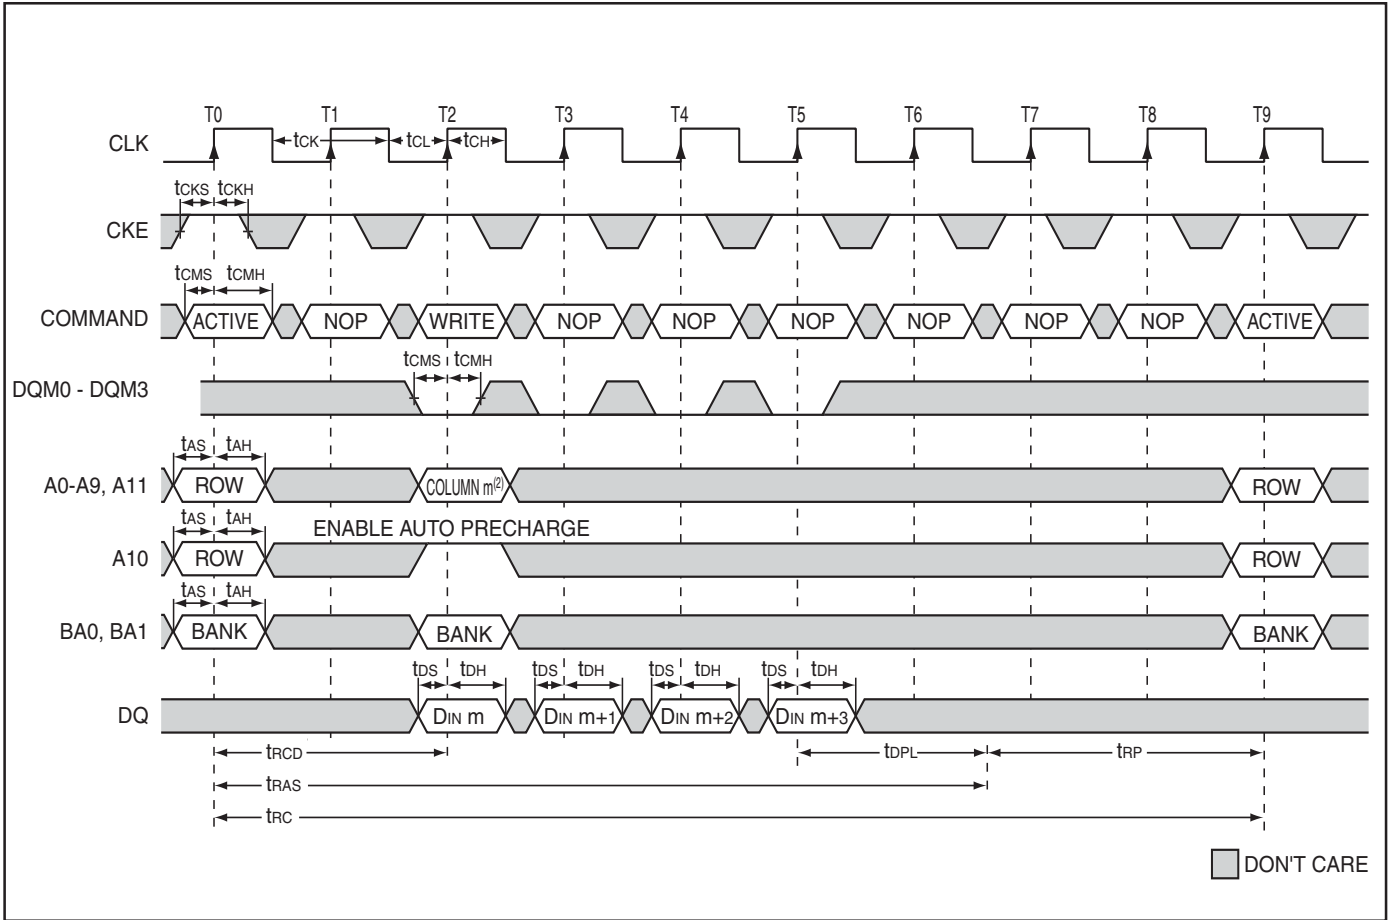 T0 T1 T2 T3 T4 T5 T6 T7 T8 T9
CLK tCK tCL tCH
tCKS tCKH
CKE
tCMS tCMH
COMMAND ACTIVE NOP WRITE NOP NOP NOP NOP NOP NOP ACTIVE
tCMS tCMH
DQM0 - DQM3
tAS tAH
A0-A9, A11 ROW COLUMN m(2) ROW
tAS tAH ENABLE AUTO PRECHARGE
A10 ROW ROW
tAS tAH
BA0, BA1 BANK BANK BANK
tDS tDH tDS tDH tDS tDH tDS tDH
DQ DIN m DIN m+1 DIN m+2 DIN m+3
tRCD tDPL tRP
tRAS
tRC
DON'T CARE